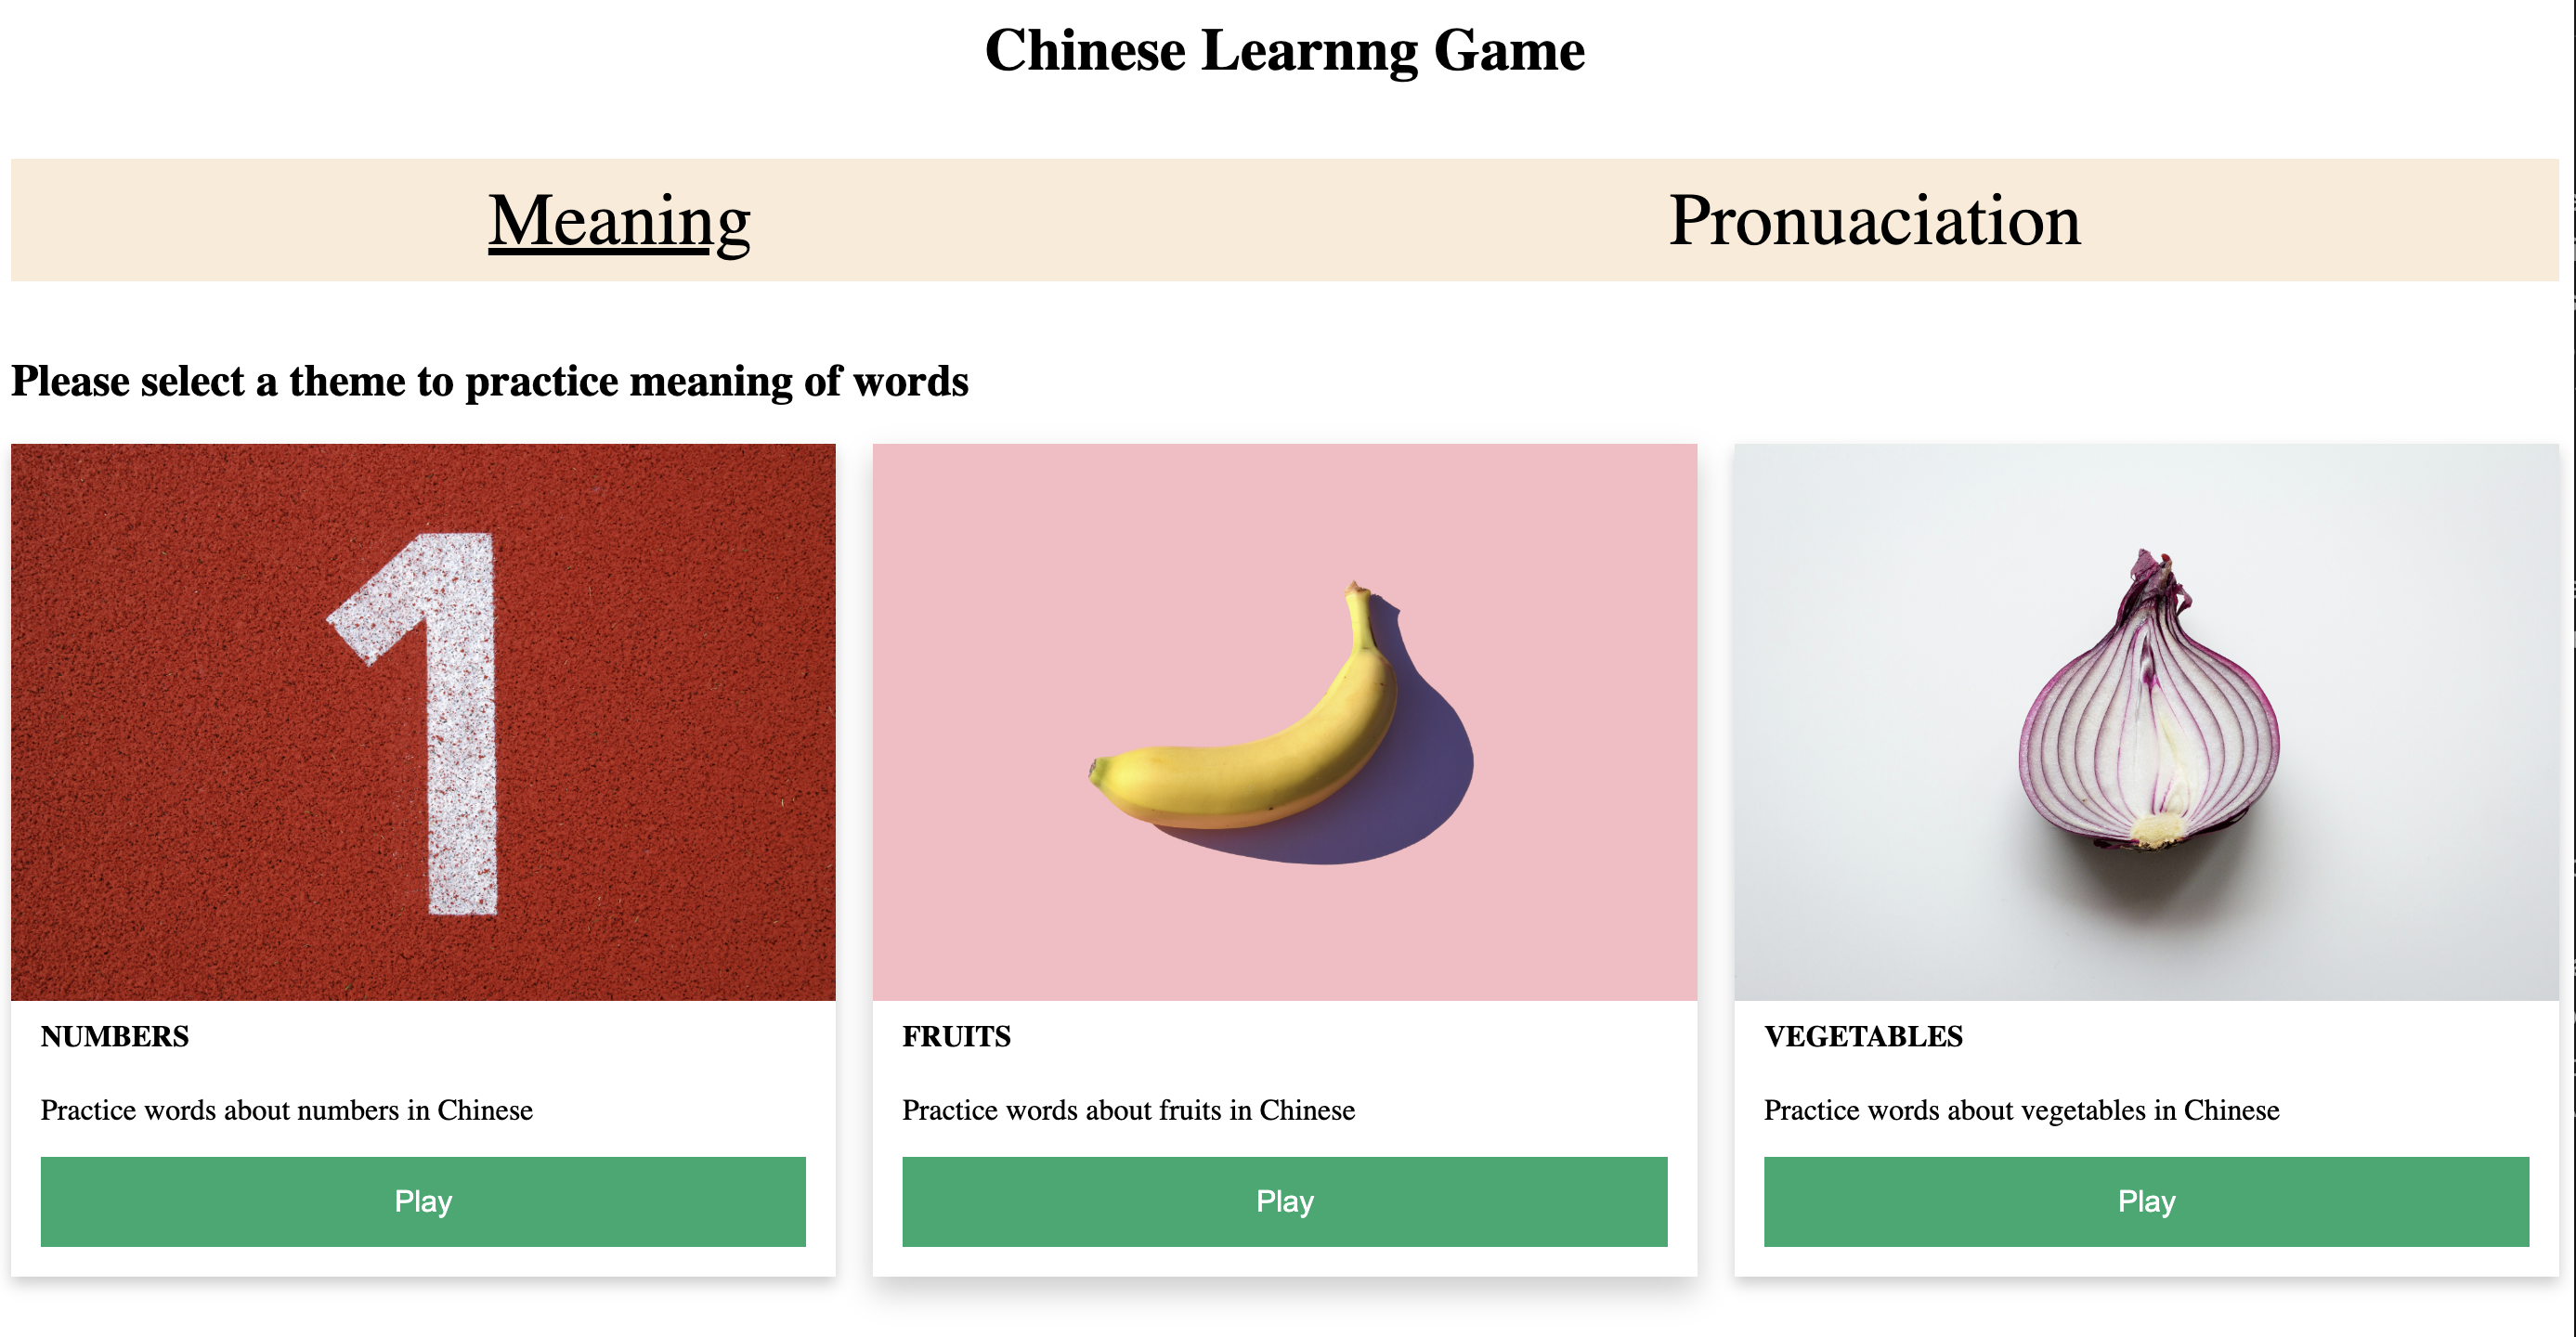 Chinese Learnng Game
Meaning Pronuaciation
Please select a theme to practice meaning of words
1
NUMBERS FRUITS VEGETABLES
Practice words about numbers in Chinese Practice words about fruits in Chinese Practice words about vegetables in Chinese
Play Play Play